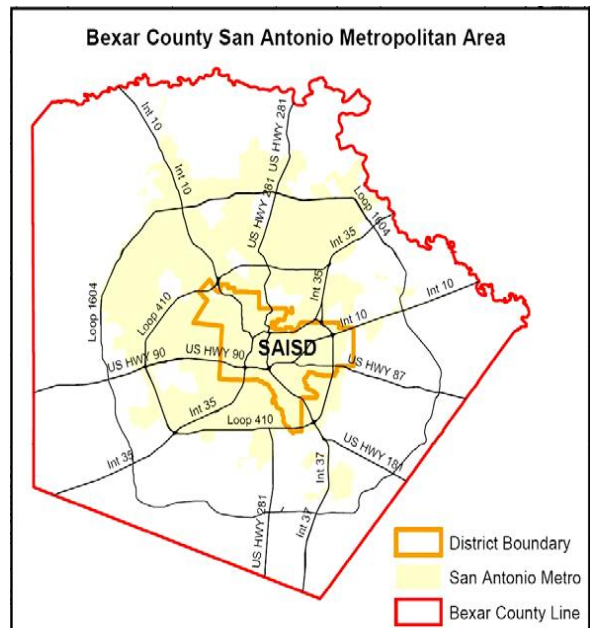 Bexar County San Antonio Metropolitan Area
Int 10
US HWY 281
Int 10
US HWY 281
Loop 1604
Int 35
Loop 1604
Int 35
Int 10
Loop 410
Int 10
SAISD
US HWY 90
US HWY 90
US HWY 87
Int 35
Loop 410
Int 35
Int 37
US HWY 181
US HWY 281
Int 37
District Boundary
San Antonio Metro
Bexar County Line